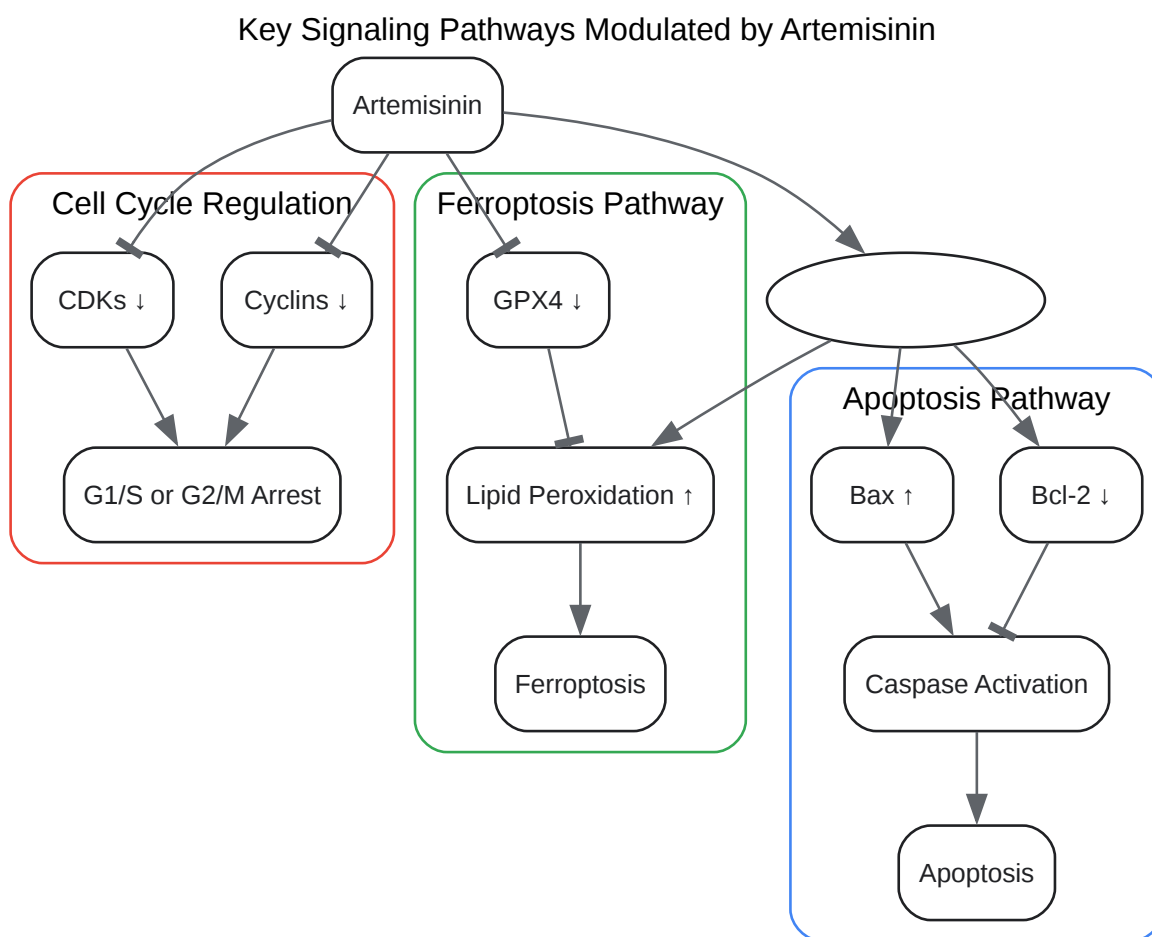 Key Signaling Pathways Modulated by Artemisinin
Artemisinin
Cell Cycle Regulation
Ferroptosis Pathway
CDKs ↓
Cyclins ↓
GPX4 ↓
Apoptosis Pathway
G1/S or G2/M Arrest
Lipid Peroxidation ↑
Bax ↑
Bcl-2 ↓
Ferroptosis
Caspase Activation
Apoptosis